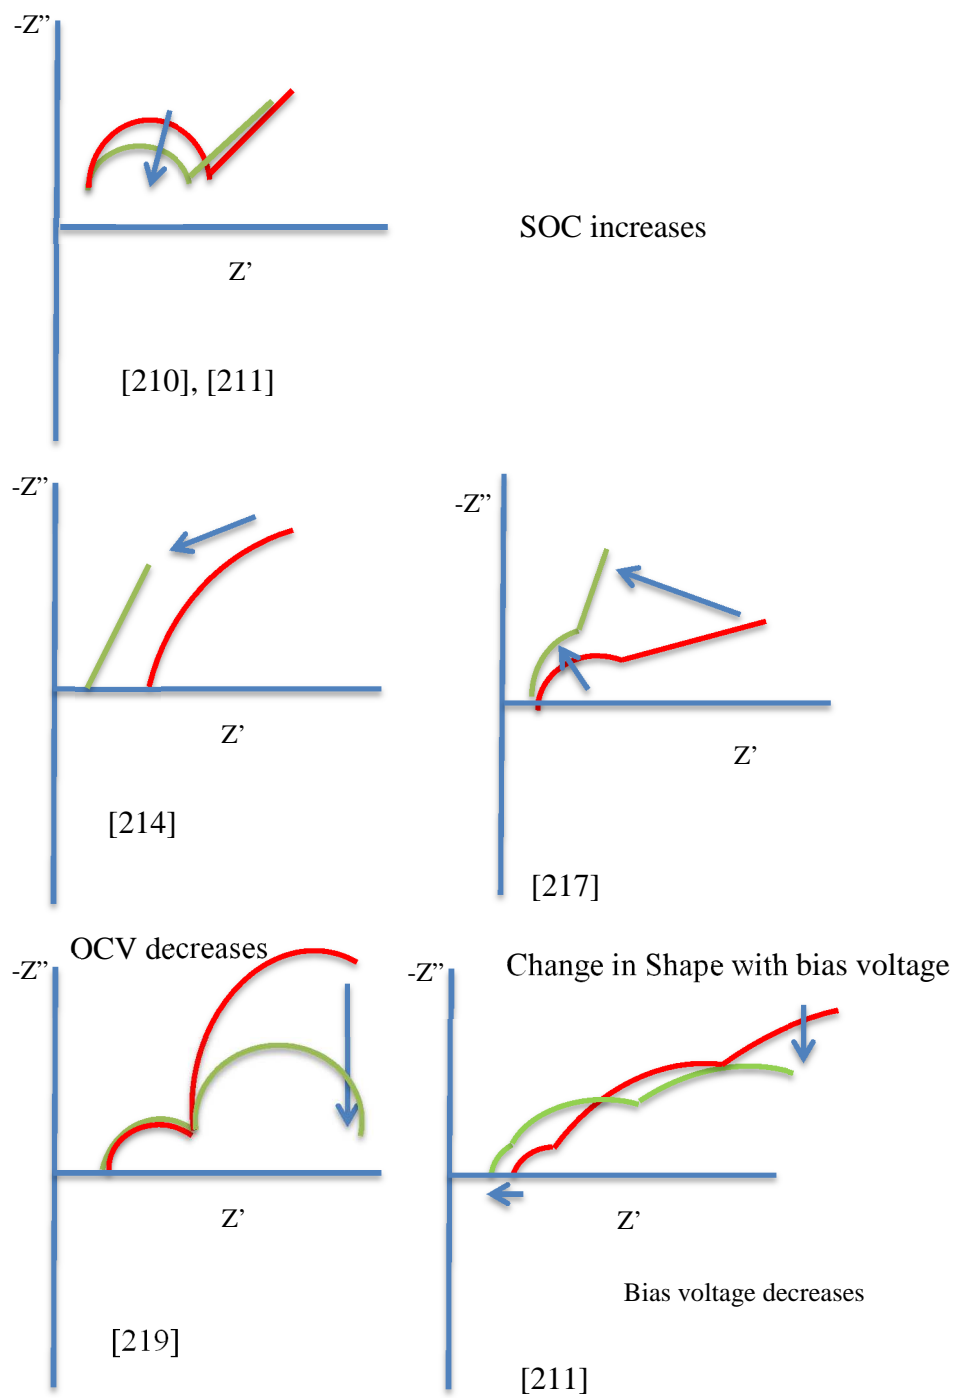 -Z”
SOC increases
Z’
[210], [211]
-Z”
-Z”
Z’
Z’
[214]
[217]
OCV decreases
-Z”
-Z”
Change in Shape with bias voltage
Z’
Z’
Bias voltage decreases
[219]
[211]